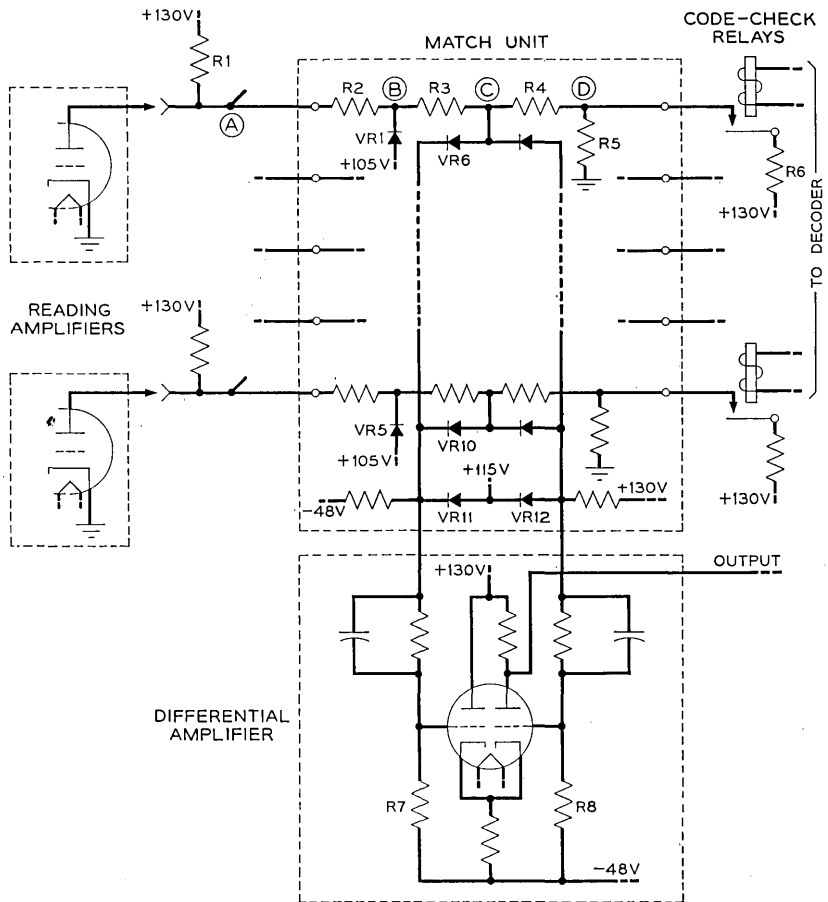 +130V
R1
MATCH UNIT
CODE-CHECK
RELAYS
R2
B
R3
C
R4
D
A
VR1
+105V
VR6
R5
R6
+130V
TO DECODER
READING
AMPLIFIERS
+130V
VR5
+105V
VR10
+115V
-48V
VR11
VR12
+130V
+130V
+130V
OUTPUT
DIFFERENTIAL
AMPLIFIER
R7
R8
-48V